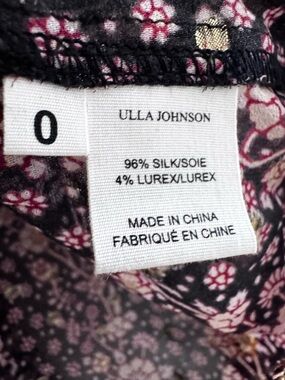 0
ULLA JOHNSON
96% SILK/SOIE
4% LUREX/LUREX
MADE IN CHINA
FABRIQUÉ EN CHINE